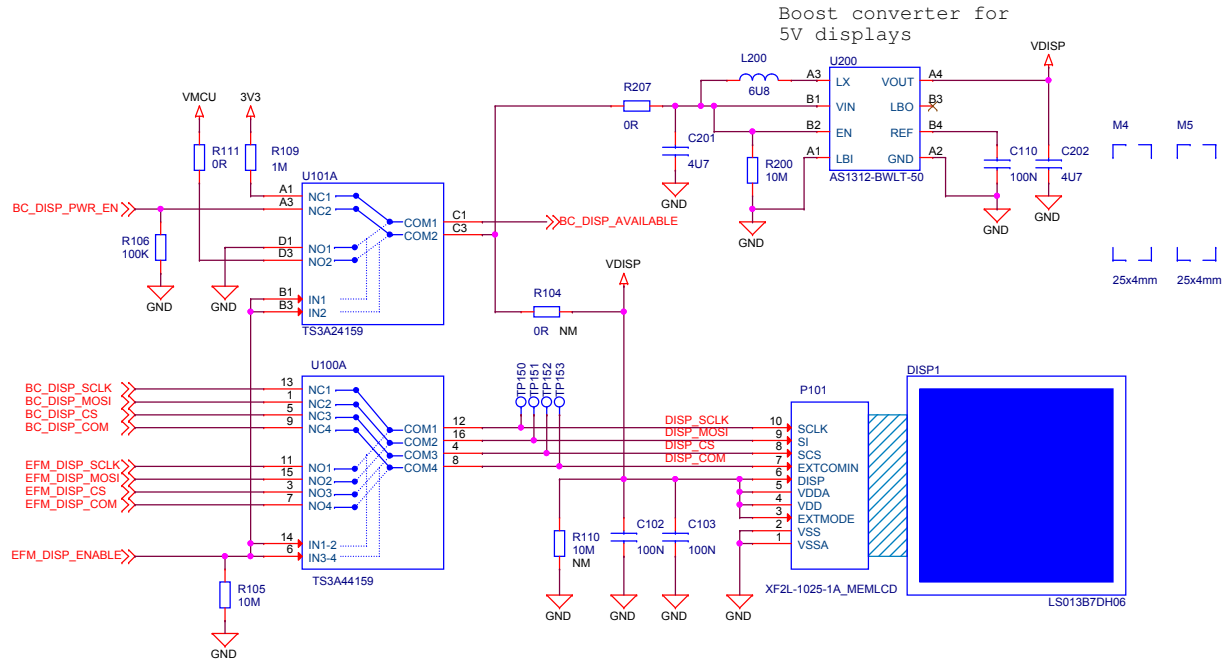 Boost converter for
5V displays
VDISP
L200
6U8
U200
A3 LX VOUT A4
B1 VIN LBO B3
B2 EN REF B4
A1 LBI GND A2
AS1312-BWLT-50
R207
0R
C201
4U7
R200
10M
C110
100N
C202
4U7
GND
GND
GND
GND
M4 M5
25x4mm 25x4mm
VMCU 3V3
R111
0R
R109
1M
U101A
BC_DISP_PWR_EN
A1 NC1
A3 NC2
COM1 C1
COM2 C3
BC_DISP_AVAILABLE
D1 NO1
D3 NO2
B1 IN1
B3 IN2
TS3A24159
R106
100K
GND GND
R104
0R NM
VDISP
U100A
BC_DISP_SCLK 13 NC1
BC_DISP_MOSI 1 NC2
BC_DISP_CS 5 NC3
BC_DISP_COM 9 NC4
COM1 12
COM2 16
COM3 4
COM4 8
EFM_DISP_SCLK 11 NO1
EFM_DISP_MOSI 15 NO2
EFM_DISP_CS 3 NO3
EFM_DISP_COM 7 NO4
14 IN1-2
EFM_DISP_ENABLE 6 IN3-4
TS3A44159
R105
10M
GND
TP150
TP151
TP152
TP153
DISP_SCLK
DISP_MOSI
DISP_CS
DISP_COM
P101
10 SCLK
9 SI
8 SCS
7 EXTCOMIN
6 DISP
5 VDDA
4 VDD
3 EXTMODE
2 VSS
1 VSSA
XF2L-1025-1A_MEMLCD
R110
10M
NM
C102
100N
C103
100N
GND GND GND GND
DISP1
LS013B7DH06